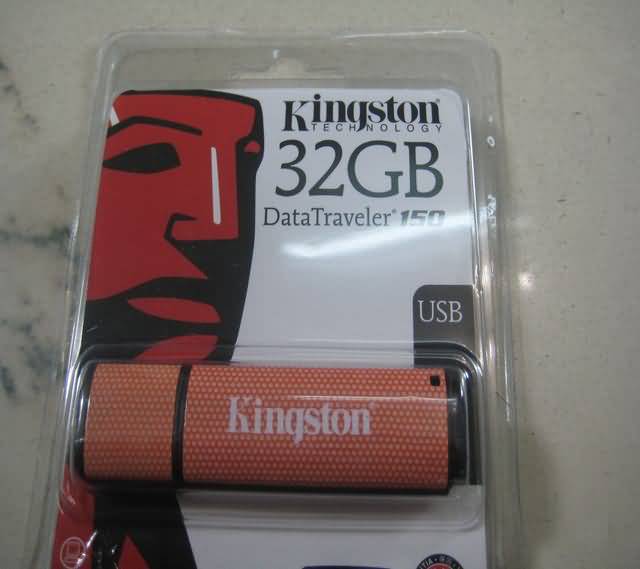 Kingston®
TECHNOLOGY
32GB
DataTraveler® 150
USB
Kingston